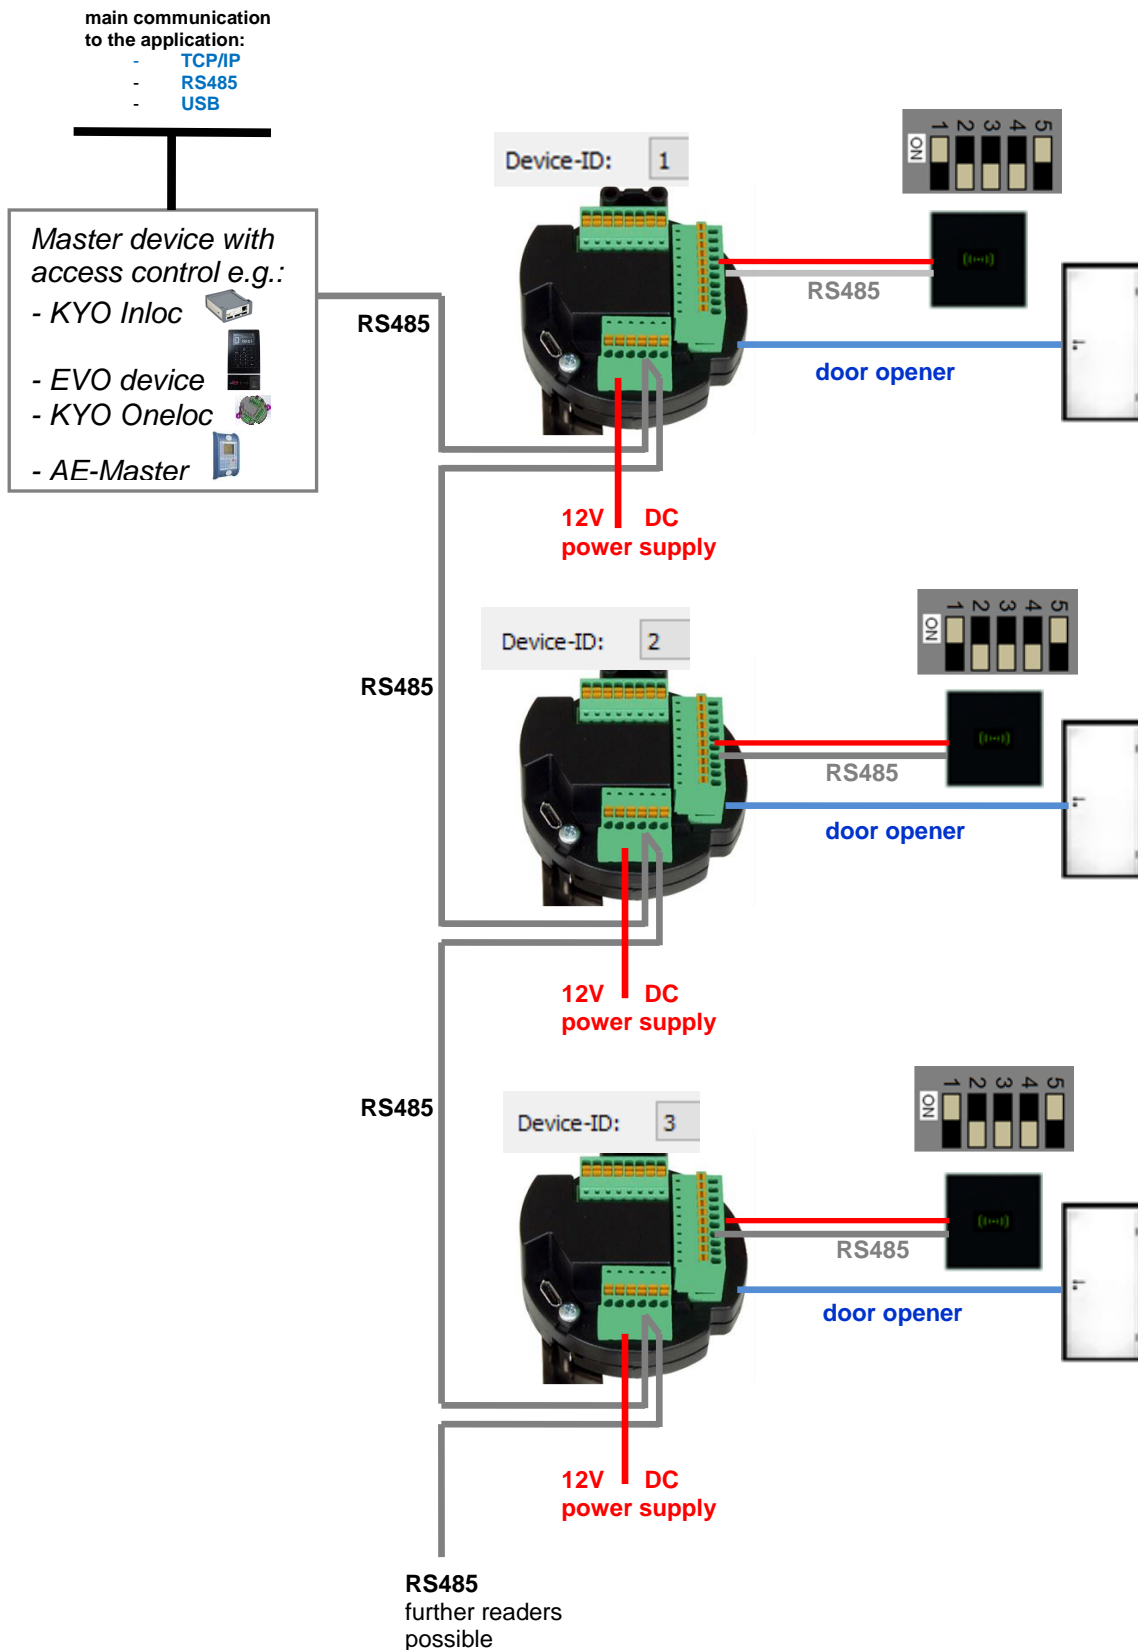 main communication
to the application:
- TCP/IP
- RS485
- USB
Master device with
access control e.g.:
- KYO Inloc
- EVO device
- KYO Oneloc
- AE-Master
RS485
Device-ID: 1
ON
1 2 3 4 5
RS485
door opener
12V DC
power supply
RS485
Device-ID: 2
ON
1 2 3 4 5
RS485
door opener
12V DC
power supply
RS485
Device-ID: 3
ON
1 2 3 4 5
RS485
door opener
12V DC
power supply
RS485
further readers
possible